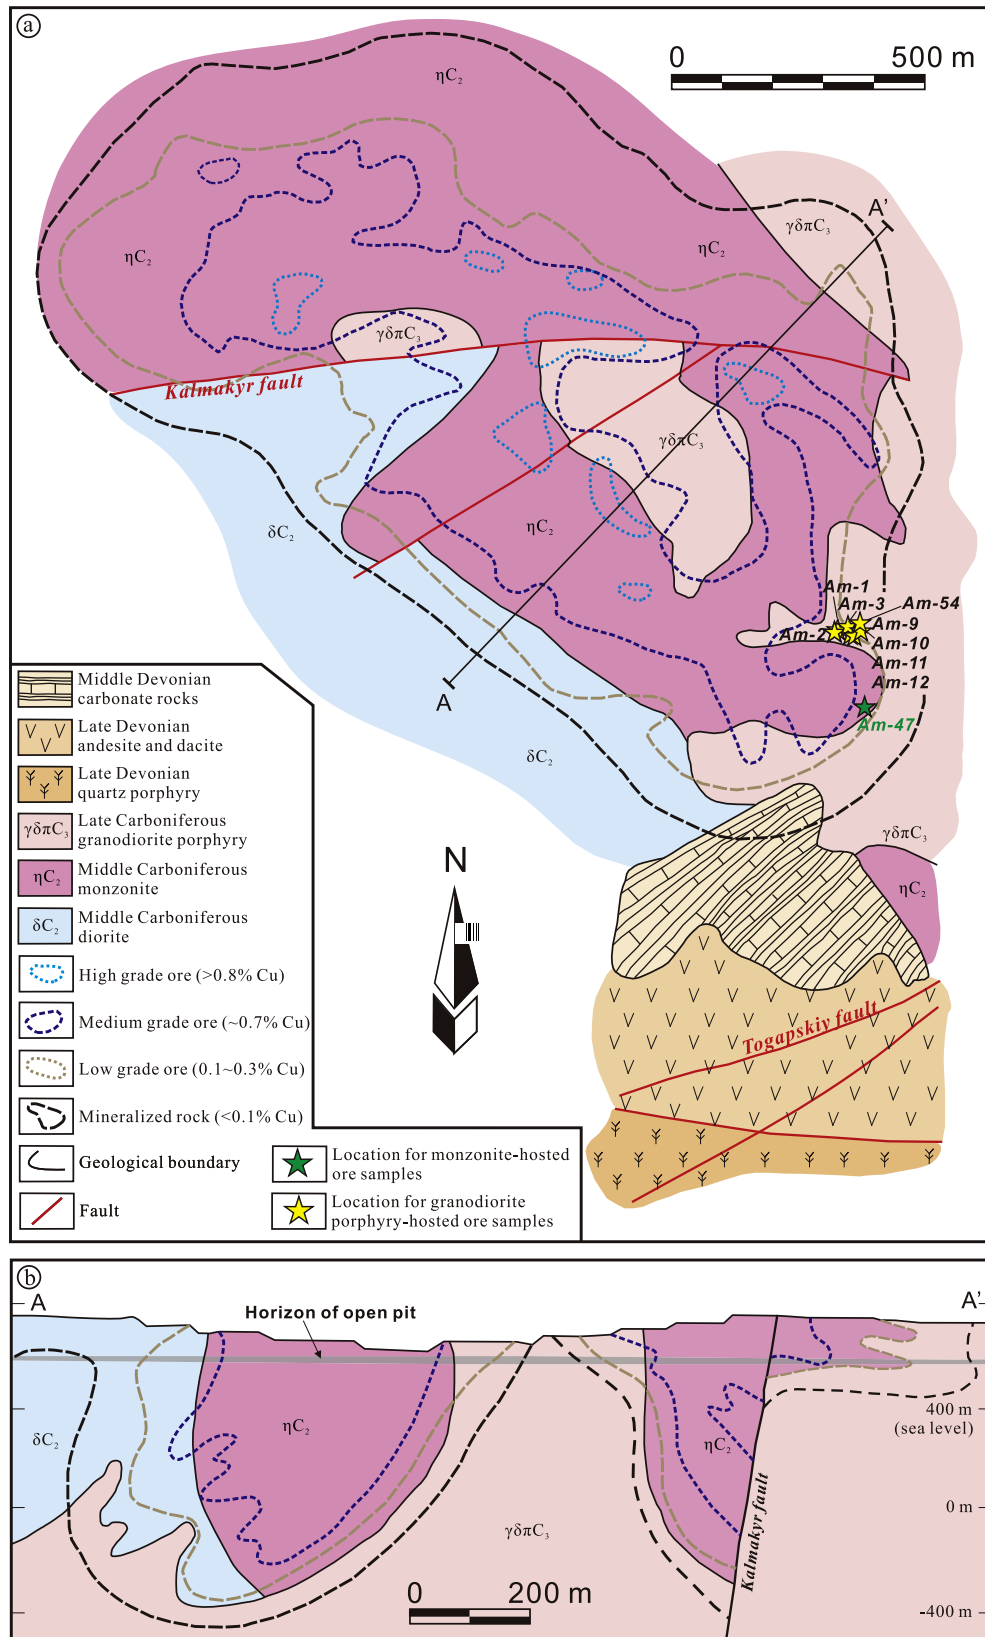 a
0 500 m
ηC₂
A'
γδπC₃
ηC₂
ηC₂
γδπC₃
Kalmakyr fault
γδπC₃
δC₂
ηC₂
Am-1
Am-3
Am-54
Am-2
Am-9
Am-10
Am-11
Am-12
A
Am-47
δC₂
γδπC₃
ηC₂
N
Togapskiy fault
Middle Devonian
carbonate rocks
Late Devonian
andesite and dacite
Late Devonian
quartz porphyry
γδπC₃ Late Carboniferous
granodiorite porphyry
ηC₂ Middle Carboniferous
monzonite
δC₂ Middle Carboniferous
diorite
High grade ore (>0.8% Cu)
Medium grade ore (~0.7% Cu)
Low grade ore (0.1~0.3% Cu)
Mineralized rock (<0.1% Cu)
Geological boundary
Fault
Location for monzonite-hosted
ore samples
Location for granodiorite
porphyry-hosted ore samples
b
A
Horizon of open pit
A'
400 m
(sea level)
δC₂
ηC₂
ηC₂
0 m
γδπC₃
Kalmakyr fault
0 200 m
-400 m